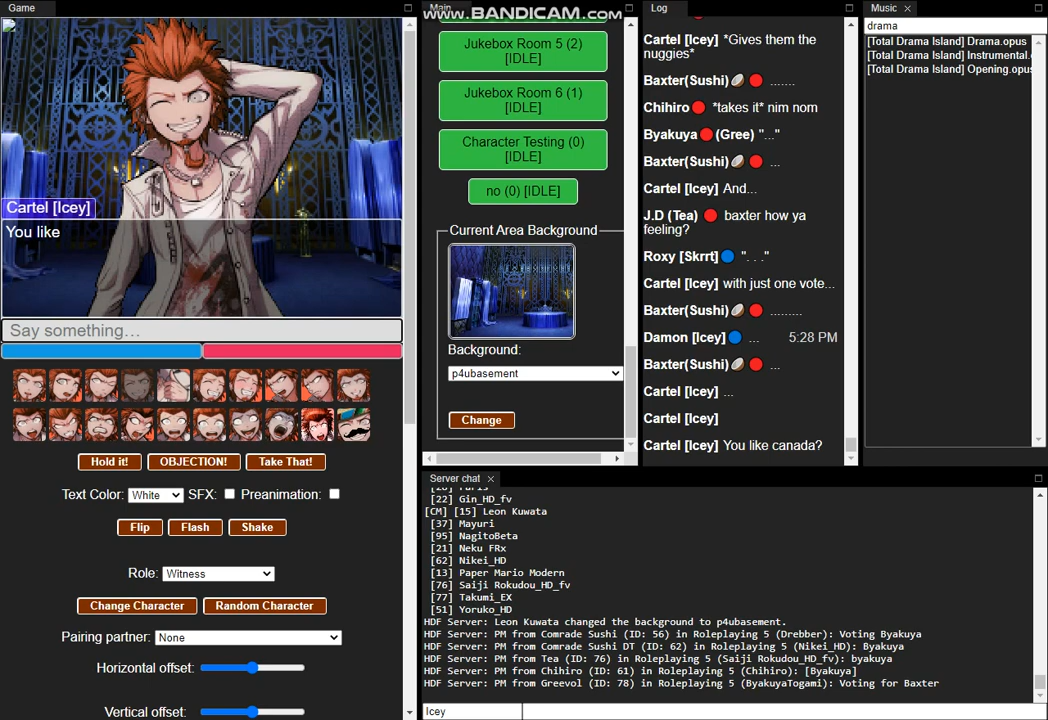 Game
Cartel [Icey]
You like
Say something…
Hold it!
OBJECTION!
Take That!
Text Color:
White
SFX:
Preanimation:
Flip
Flash
Shake
Role:
Witness
Change Character
Random Character
Pairing partner:
None
Horizontal offset:
Vertical offset:
Main
www.BANDICAM.com
Jukebox Room 5 (2)
[IDLE]
Jukebox Room 6 (1)
[IDLE]
Character Testing (0)
[IDLE]
no (0) [IDLE]
Current Area Background
Background:
p4ubasement
Change
Log
Cartel [Icey] *Gives them the
nuggies*
Baxter(Sushi)🥥🔴 .......
Chihiro🔴 *takes it* nim nom
Byakuya🔴(Gree) "..."
Baxter(Sushi)🥥🔴 ...
Cartel [Icey] And...
J.D (Tea)🔴 baxter how ya
feeling?
Roxy [Skrrt]🔵 ". . ."
Cartel [Icey] with just one vote...
Baxter(Sushi)🥥🔴 .........
Damon [Icey]🔵 ... 5:28 PM
Baxter(Sushi)🥥🔴 ...
Cartel [Icey] ...
Cartel [Icey]
Cartel [Icey] You like canada?
Music
drama
[Total Drama Island] Drama.opus
[Total Drama Island] Instrumental.
[Total Drama Island] Opening.opus
Server chat
[22] Gin_HD_fv
[CM] [15] Leon Kuwata
[37] Mayuri
[95] NagitoBeta
[21] Neku FRx
[62] Nikei_HD
[13] Paper Mario Modern
[76] Saiji Rokudou_HD_fv
[77] Takumi_EX
[51] Yoruko_HD
HDF Server: Leon Kuwata changed the background to p4ubasement.
HDF Server: PM from Comrade Sushi (ID: 56) in Roleplaying 5 (Drebber): Voting Byakuya
HDF Server: PM from Comrade Sushi DT (ID: 62) in Roleplaying 5 (Nikei_HD): Byakuya
HDF Server: PM from Tea (ID: 76) in Roleplaying 5 (Saiji Rokudou_HD_fv): byakuya
HDF Server: PM from Chihiro (ID: 61) in Roleplaying 5 (Chihiro): [Byakuya]
HDF Server: PM from Greevol (ID: 78) in Roleplaying 5 (ByakuyaTogami): Voting for Baxter
Icey